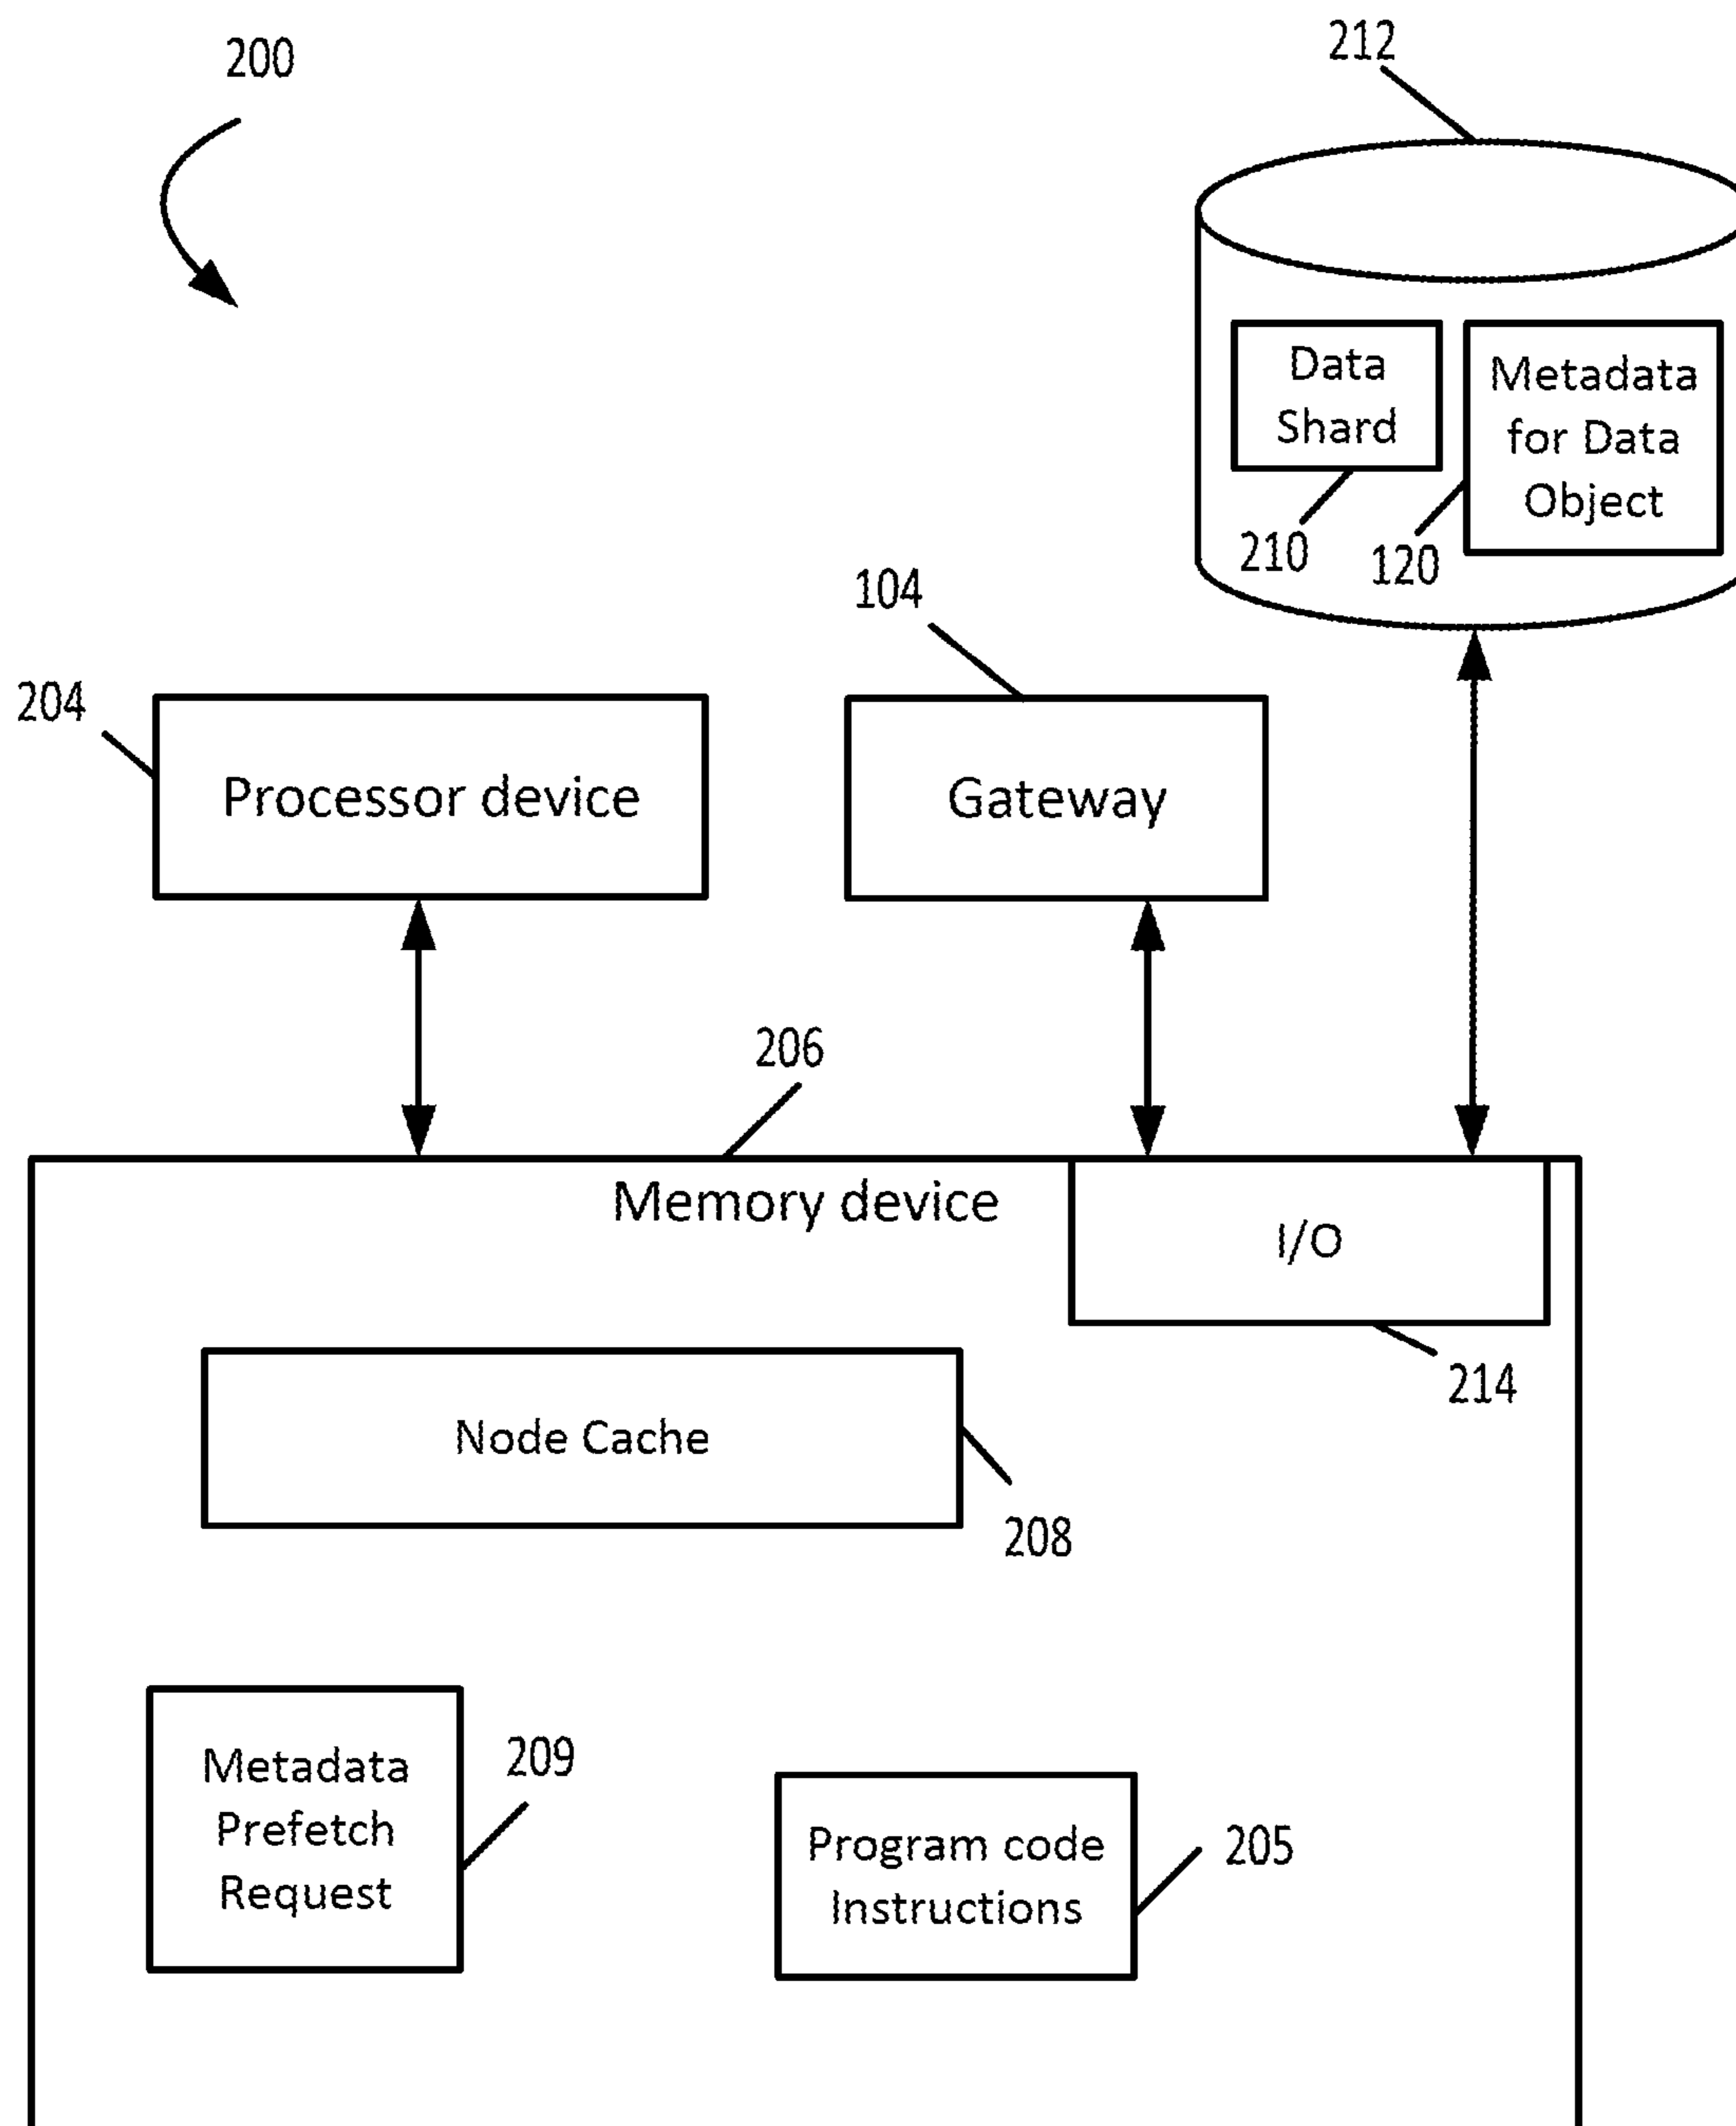 200
212
Data
Shard
Metadata
for Data
Object
210
120
104
204
Processor device
Gateway
206
Memory device
I/O
214
Node Cache
208
Metadata
Prefetch
Request
209
Program code
Instructions
205